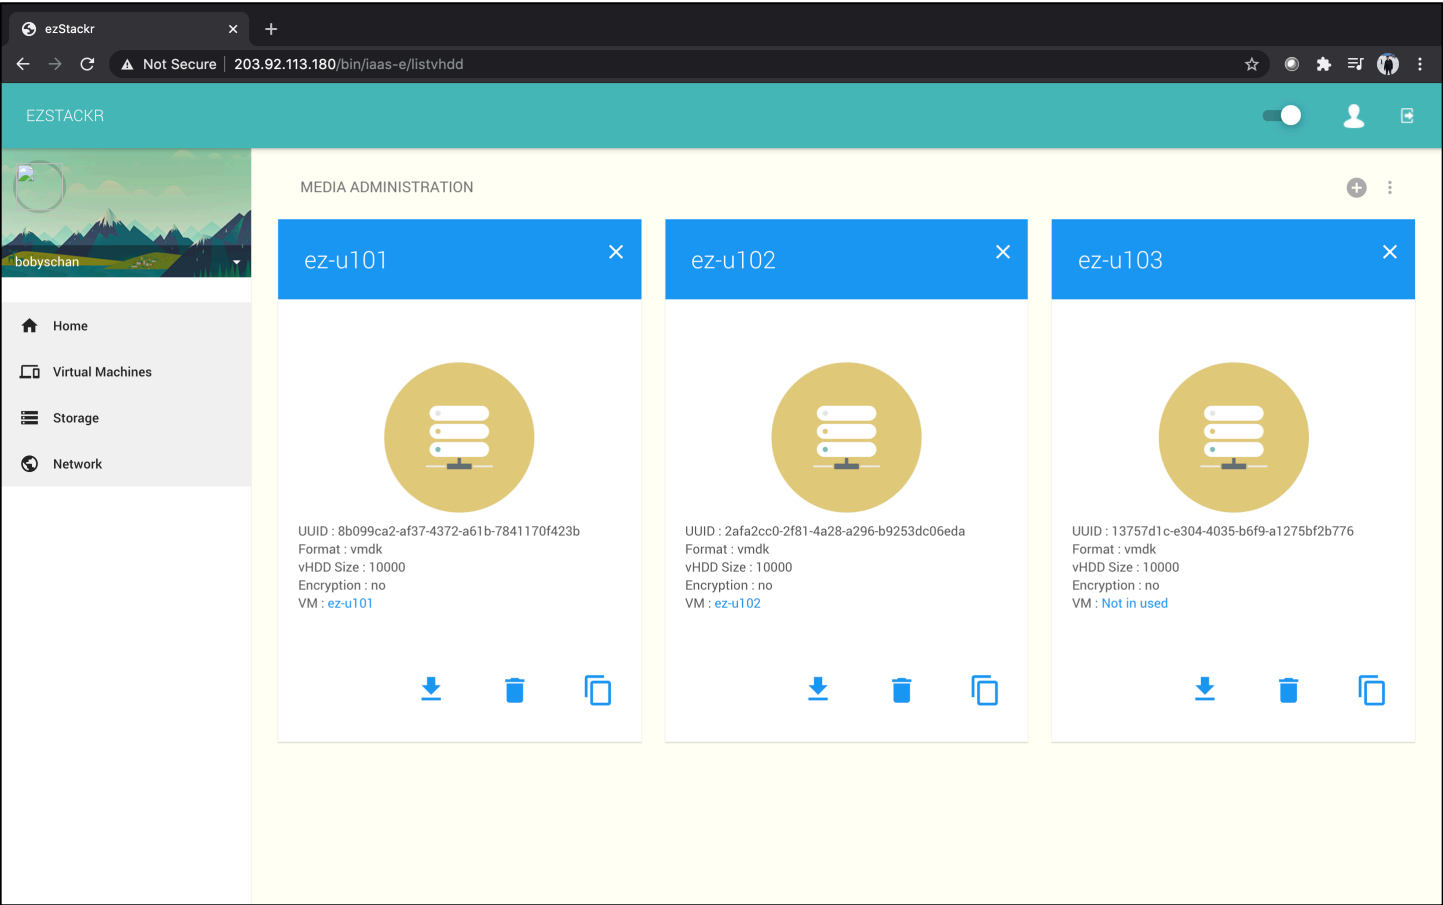 ezStackr
Not Secure 203.92.113.180/bin/iaas-e/listvhdd
EZSTACKR
bobyschan
Home
Virtual Machines
Storage
Network
MEDIA ADMINISTRATION
ez-u101
UUID : 8b099ca2-af37-4372-a61b-7841170f423b
Format : vmdk
vHDD Size : 10000
Encryption : no
VM : ez-u101
ez-u102
UUID : 2afa2cc0-2f81-4a28-a296-b9253dc06eda
Format : vmdk
vHDD Size : 10000
Encryption : no
VM : ez-u102
ez-u103
UUID : 13757d1c-e304-4035-b6f9-a1275bf2b776
Format : vmdk
vHDD Size : 10000
Encryption : no
VM : Not in used